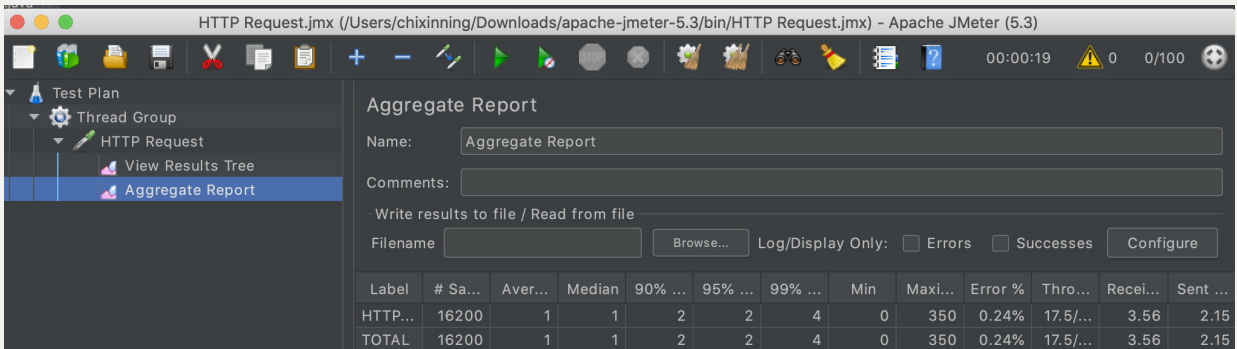 HTTP Request.jmx (/Users/chixinning/Downloads/apache-jmeter-5.3/bin/HTTP Request.jmx) - Apache JMeter (5.3)
STOP 00:00:19 0 0/100
Test Plan
Thread Group
HTTP Request
View Results Tree
Aggregate Report
Aggregate Report
Name: Aggregate Report
Comments:
Write results to file / Read from file
Filename Browse... Log/Display Only: Errors Successes Configure
Label # Sa... Aver... Median 90% ... 95% ... 99% ... Min Maxi... Error % Thro... Recei... Sent ...
HTTP... 16200 1 1 2 2 4 0 350 0.24% 17.5/... 3.56 2.15
TOTAL 16200 1 1 2 2 4 0 350 0.24% 17.5/... 3.56 2.15